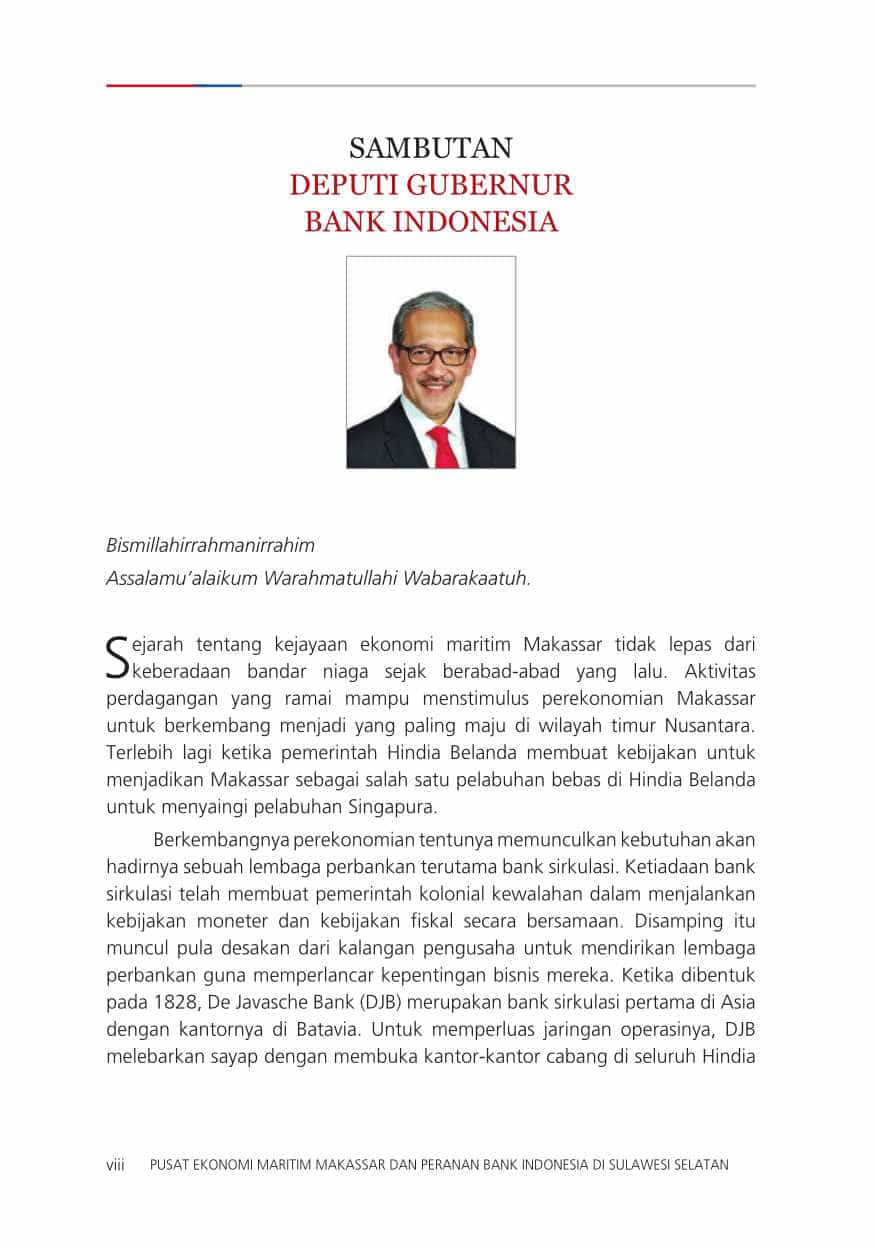 SAMBUTAN
DEPUTI GUBERNUR
BANK INDONESIA
Bismillahirrahmanirrahim
Assalamu’alaikum Warahmatullahi Wabarakaatuh.
Sejarah tentang kejayaan ekonomi maritim Makassar tidak lepas dari
keberadaan bandar niaga sejak berabad-abad yang lalu. Aktivitas
perdagangan yang ramai mampu menstimulus perekonomian Makassar
untuk berkembang menjadi yang paling maju di wilayah timur Nusantara.
Terlebih lagi ketika pemerintah Hindia Belanda membuat kebijakan untuk
menjadikan Makassar sebagai salah satu pelabuhan bebas di Hindia Belanda
untuk menyaingi pelabuhan Singapura.
Berkembangnya perekonomian tentunya memunculkan kebutuhan akan
hadirnya sebuah lembaga perbankan terutama bank sirkulasi. Ketiadaan bank
sirkulasi telah membuat pemerintah kolonial kewalahan dalam menjalankan
kebijakan moneter dan kebijakan fiskal secara bersamaan. Disamping itu
muncul pula desakan dari kalangan pengusaha untuk mendirikan lembaga
perbankan guna memperlancar kepentingan bisnis mereka. Ketika dibentuk
pada 1828, De Javasche Bank (DJB) merupakan bank sirkulasi pertama di Asia
dengan kantornya di Batavia. Untuk memperluas jaringan operasinya, DJB
melebarkan sayap dengan membuka kantor-kantor cabang di seluruh Hindia
viii PUSAT EKONOMI MARITIM MAKASSAR DAN PERANAN BANK INDONESIA DI SULAWESI SELATAN